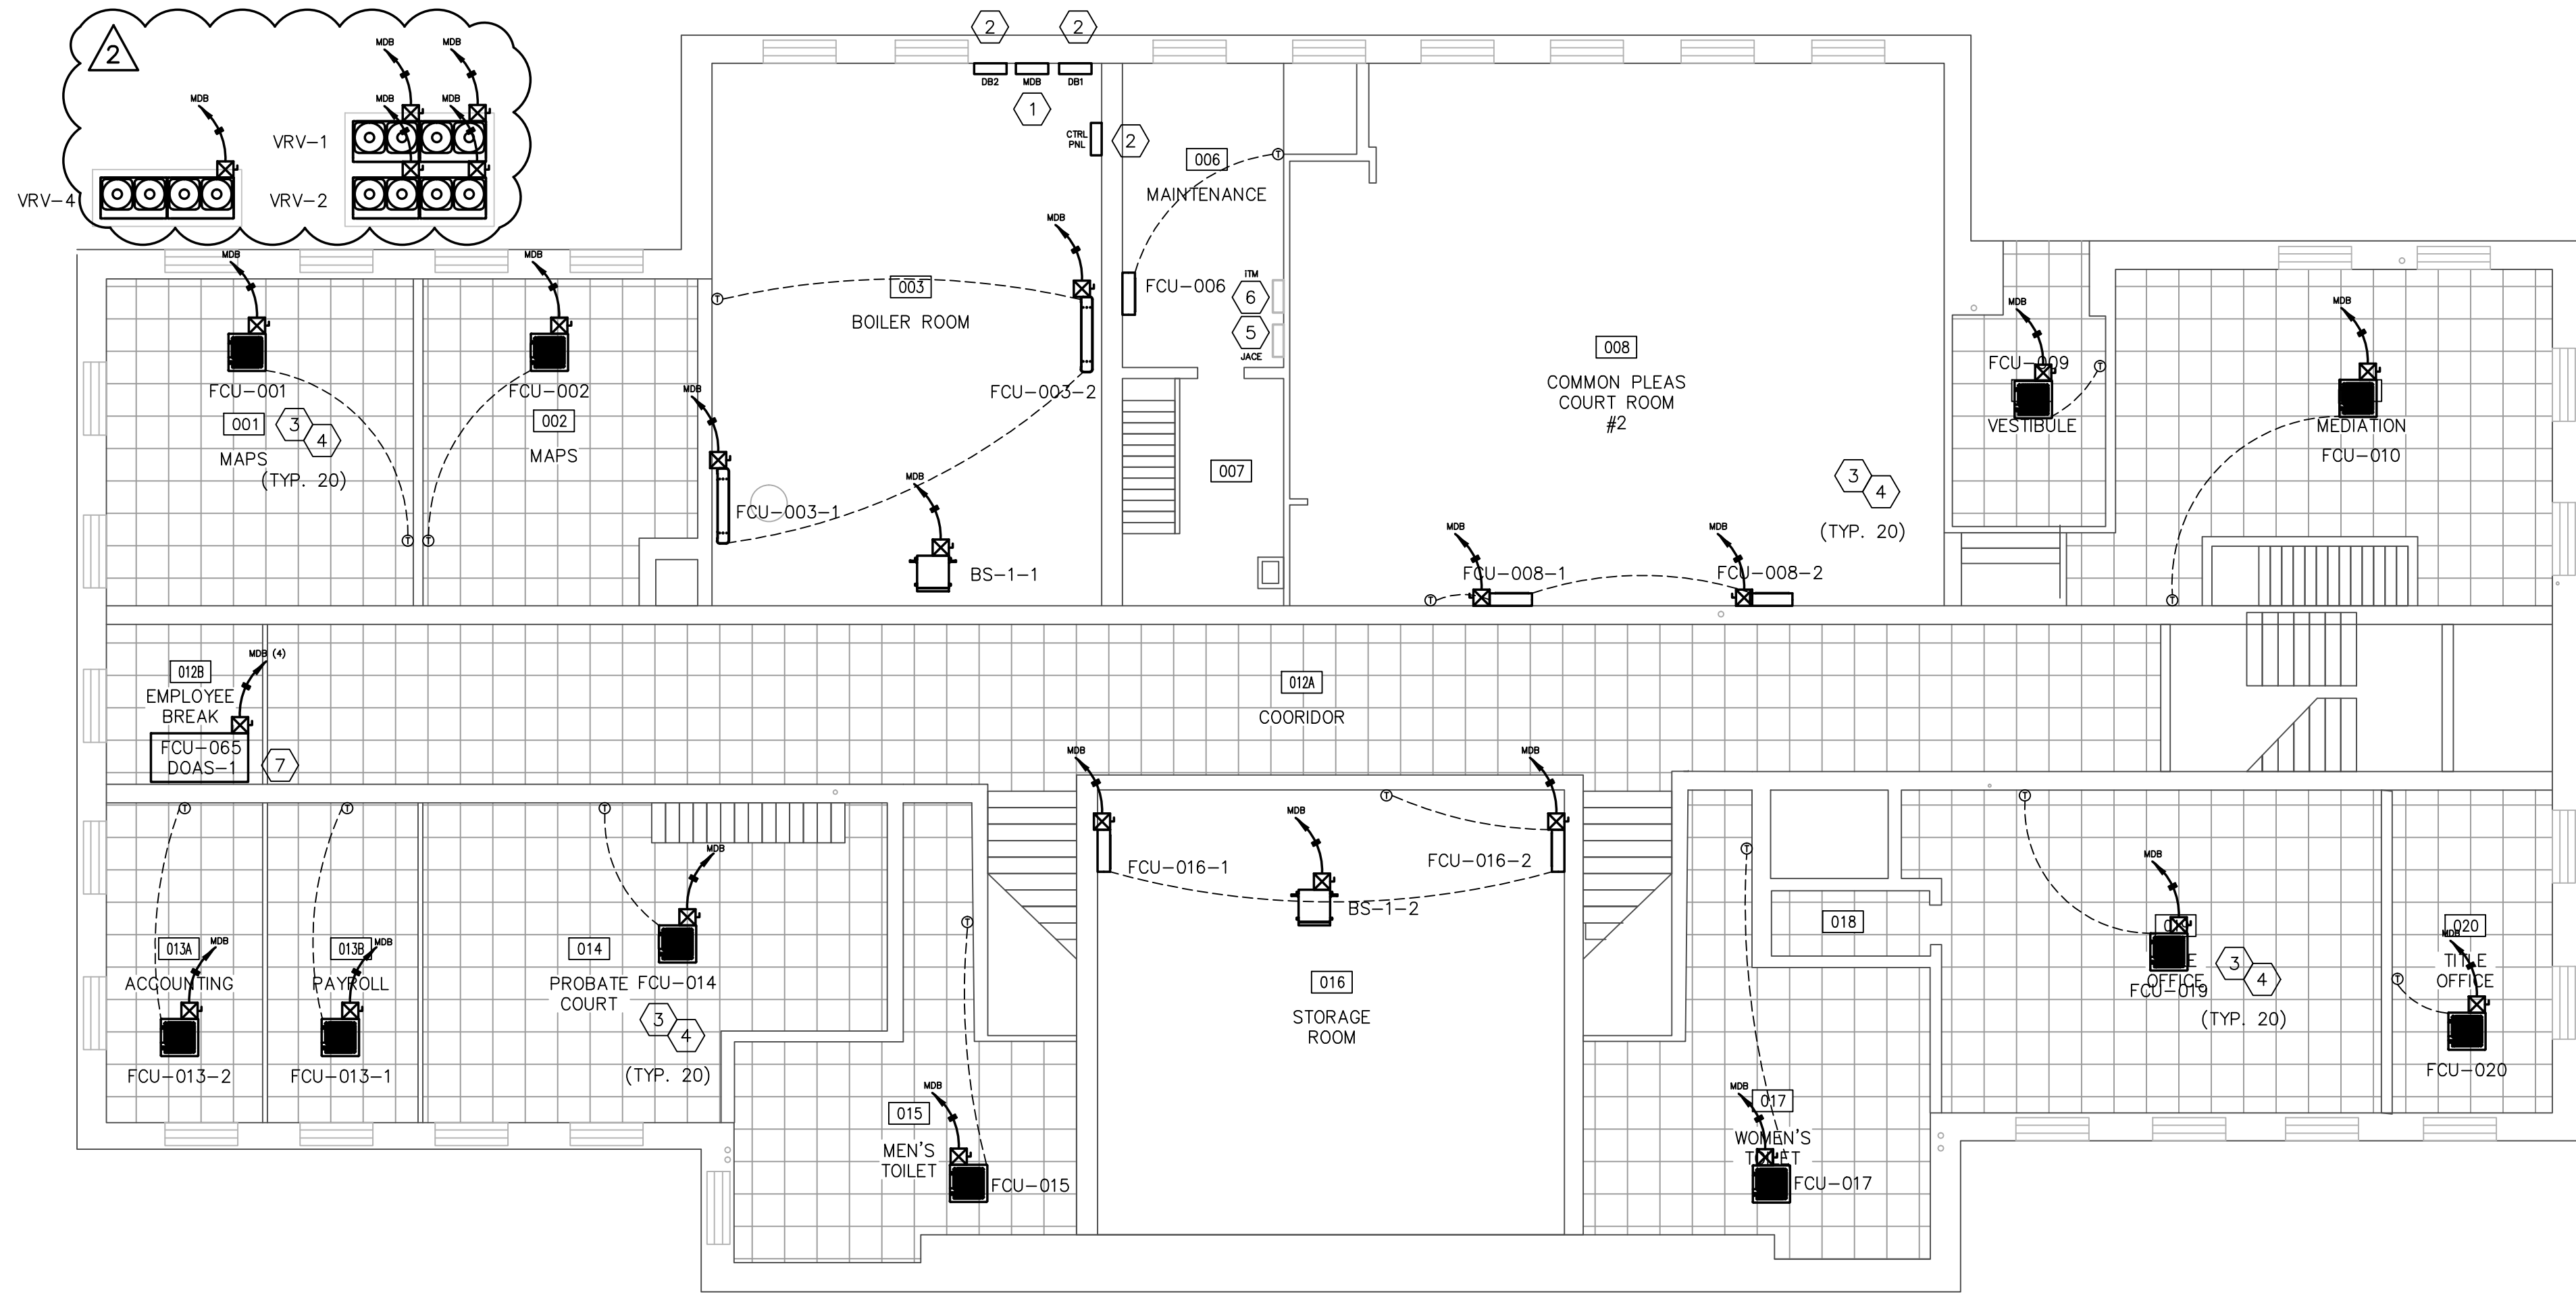 2
MDB
MDB
MDB
MDB
MDB
VRV-1
VRV-4
VRV-2
2
2
DB2
MDB
DB1
1
CTRL
PNL
2
006
T
MAINTENANCE
MDB
FCU-006
ITM
6
5
JACE
MDB
MDB
FCU-001
001
3
4
MAPS
(TYP. 20)
T
FCU-002
002
MAPS
T
T
003
BOILER ROOM
FCU-003-2
MDB
FCU-003-1
MDB
BS-1-1
007
008
COMMON PLEAS
COURT ROOM
#2
3
4
(TYP. 20)
MDB
FCU-008-1
T
MDB
FCU-008-2
MDB
FCU-009
T
VESTIBULE
MDB
MEDIATION
FCU-010
T
012B
MDB (4)
EMPLOYEE
BREAK
FCU-065
DOAS-1
7
012A
COORIDOR
T
013A
MDB
ACCOUNTING
FCU-013-2
T
013B
MDB
PAYROLL
FCU-013-1
T
MDB
014
PROBATE
COURT
FCU-014
3
4
(TYP. 20)
T
015
MDB
MEN'S
TOILET
FCU-015
MDB
FCU-016-1
MDB
BS-1-2
T
MDB
FCU-016-2
016
STORAGE
ROOM
T
MDB
017
WOMEN'S
FCU-017
018
T
MDB
OFFICE
FCU-019
3
4
(TYP. 20)
020
MDB
TITLE
OFFICE
T
FCU-020